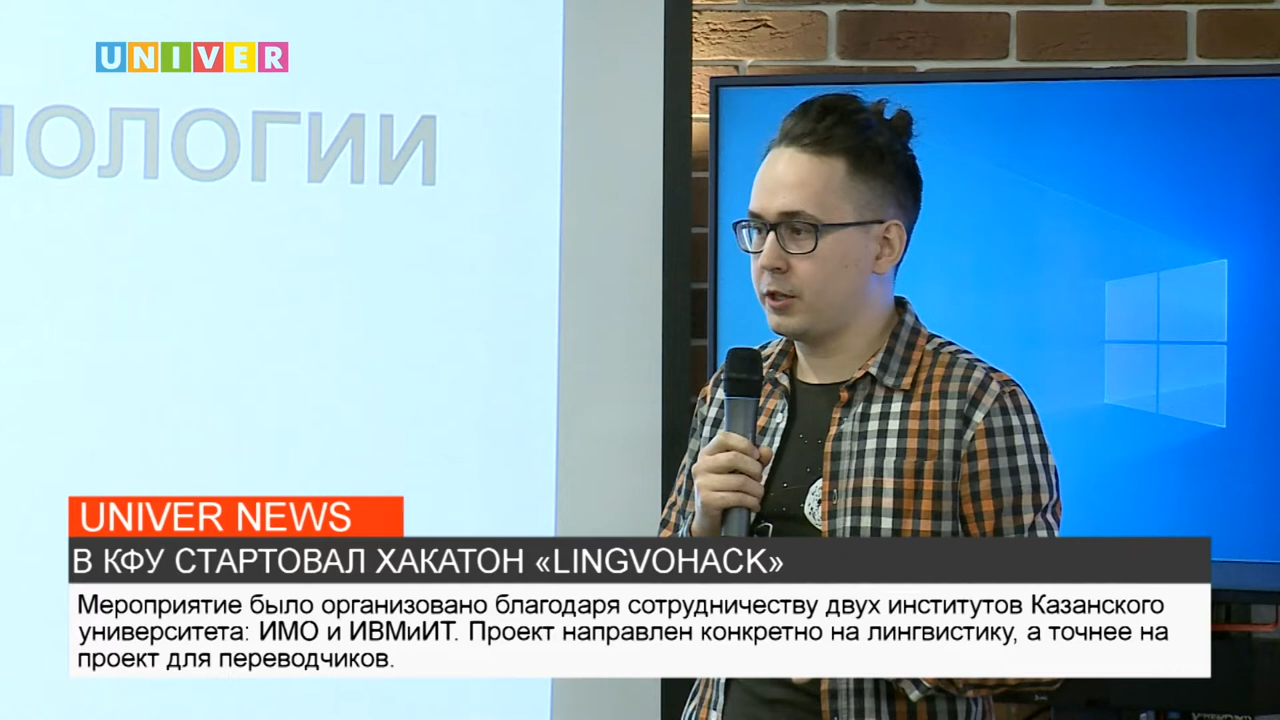 UNIVER
НОЛОГИИ
UNIVER NEWS
В КФУ СТАРТОВАЛ ХАКАТОН «LINGVOHACK»
Мероприятие было организовано благодаря сотрудничеству двух институтов Казанского
университета: ИМО и ИВМиИТ. Проект направлен конкретно на лингвистику, а точнее на
проект для переводчиков.